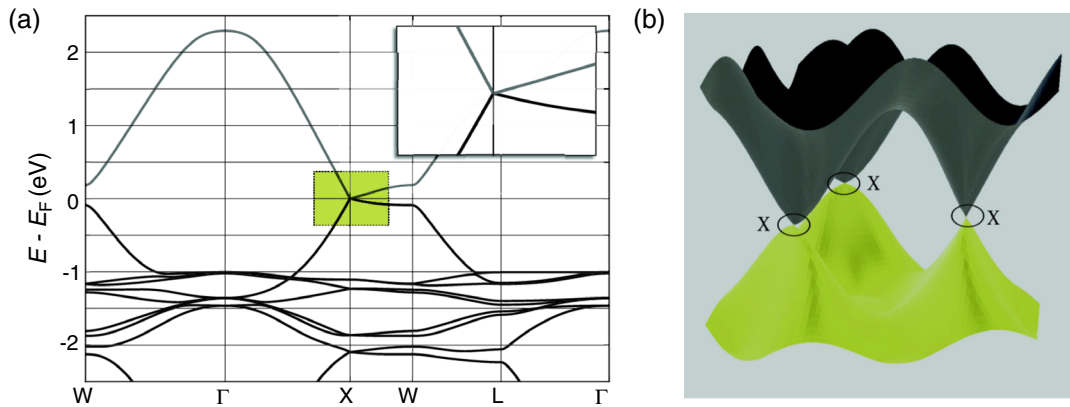 (a)
E - E_F (eV)
2
1
0
-1
-2
W Γ X W L Γ
(b)
X
X
X